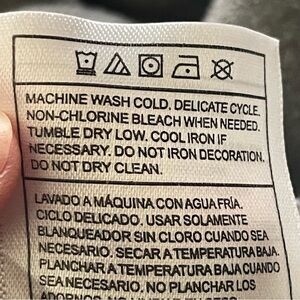 MACHINE WASH COLD. DELICATE CYCLE.
NON-CHLORINE BLEACH WHEN NEEDED.
TUMBLE DRY LOW. COOL IRON IF
NECESSARY. DO NOT IRON DECORATION.
DO NOT DRY CLEAN.
LAVADO A MÁQUINA CON AGUA FRÍA.
CICLO DELICADO. USAR SOLAMENTE
BLANQUEADOR SIN CLORO CUANDO SEA
NECESARIO. SECAR A TEMPERATURA BAJA.
PLANCHAR A TEMPERATURA BAJA CUANDO
SEA NECESARIO. NO PLANCHAR LOS